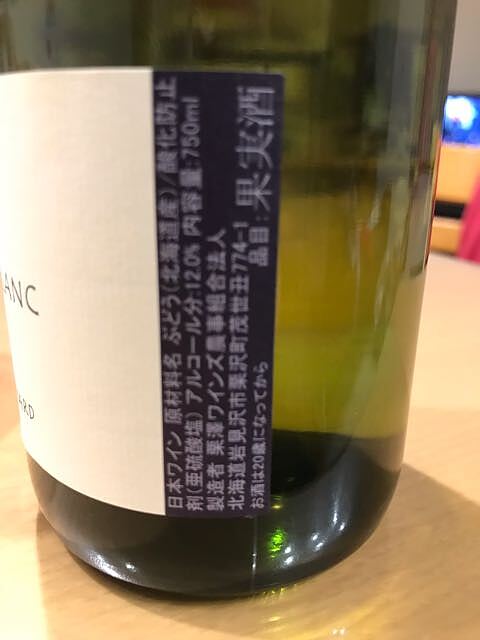 ANC
ARD
日本ワイン 原材料名 ぶどう(北海道産)/酸化防止
剤(亜硫酸塩) アルコール分:12.0% 内容量:750ml
製造者 栗澤ワインズ農事組合法人
北海道岩見沢市栗沢町茂世丑774-1
品目:果実酒
お酒は20歳になってから